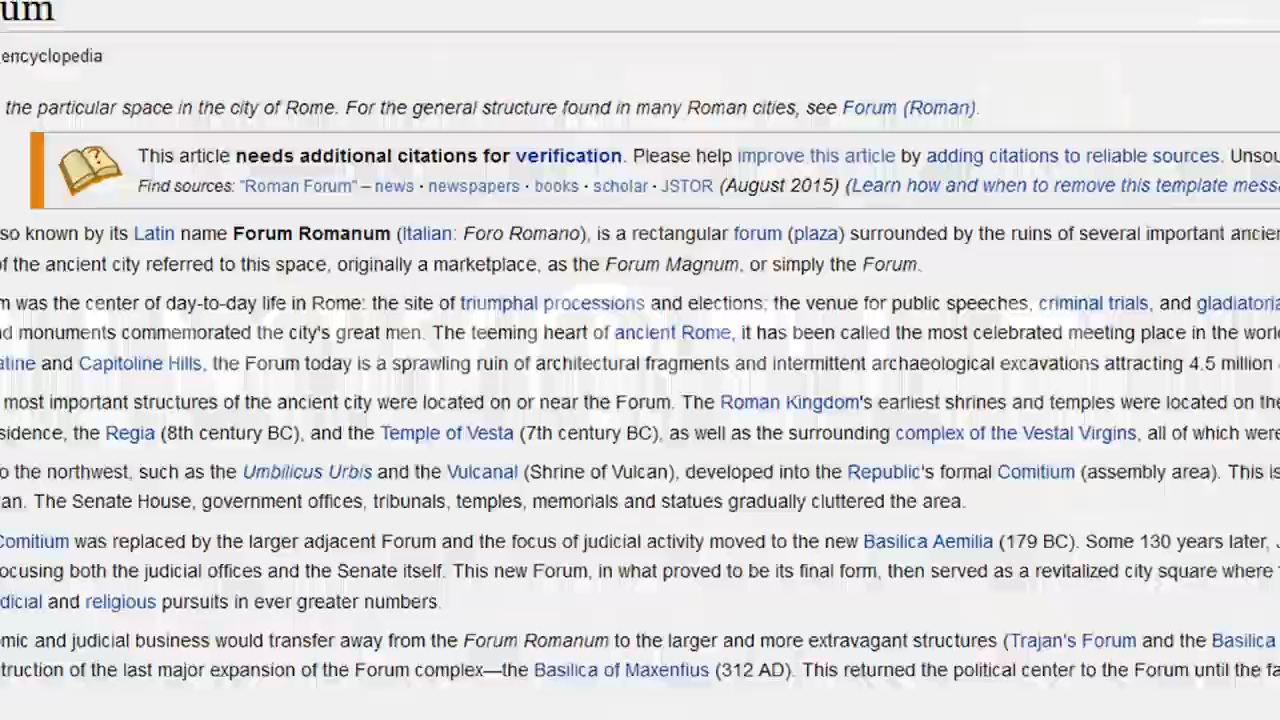 um
encyclopedia
the particular space in the city of Rome. For the general structure found in many Roman cities, see Forum (Roman).
This article needs additional citations for verification. Please help improve this article by adding citations to reliable sources. Unsou
Find sources: "Roman Forum" – news · newspapers · books · scholar · JSTOR (August 2015) (Learn how and when to remove this template mess
so known by its Latin name Forum Romanum (Italian: Foro Romano), is a rectangular forum (plaza) surrounded by the ruins of several important ancie
of the ancient city referred to this space, originally a marketplace, as the Forum Magnum, or simply the Forum.
m was the center of day-to-day life in Rome: the site of triumphal processions and elections; the venue for public speeches, criminal trials, and gladiatoria
nd monuments commemorated the city's great men. The teeming heart of ancient Rome, it has been called the most celebrated meeting place in the worl
atine and Capitoline Hills, the Forum today is a sprawling ruin of architectural fragments and intermittent archaeological excavations attracting 4.5 million
most important structures of the ancient city were located on or near the Forum. The Roman Kingdom's earliest shrines and temples were located on the
sidence, the Regia (8th century BC), and the Temple of Vesta (7th century BC), as well as the surrounding complex of the Vestal Virgins, all of which were
o the northwest, such as the Umbilicus Urbis and the Vulcanal (Shrine of Vulcan), developed into the Republic's formal Comitium (assembly area). This is
an. The Senate House, government offices, tribunals, temples, memorials and statues gradually cluttered the area.
Comitium was replaced by the larger adjacent Forum and the focus of judicial activity moved to the new Basilica Aemilia (179 BC). Some 130 years later, J
ocusing both the judicial offices and the Senate itself. This new Forum, in what proved to be its final form, then served as a revitalized city square where
dicial and religious pursuits in ever greater numbers.
mic and judicial business would transfer away from the Forum Romanum to the larger and more extravagant structures (Trajan's Forum and the Basilica
truction of the last major expansion of the Forum complex—the Basilica of Maxentius (312 AD). This returned the political center to the Forum until the fa